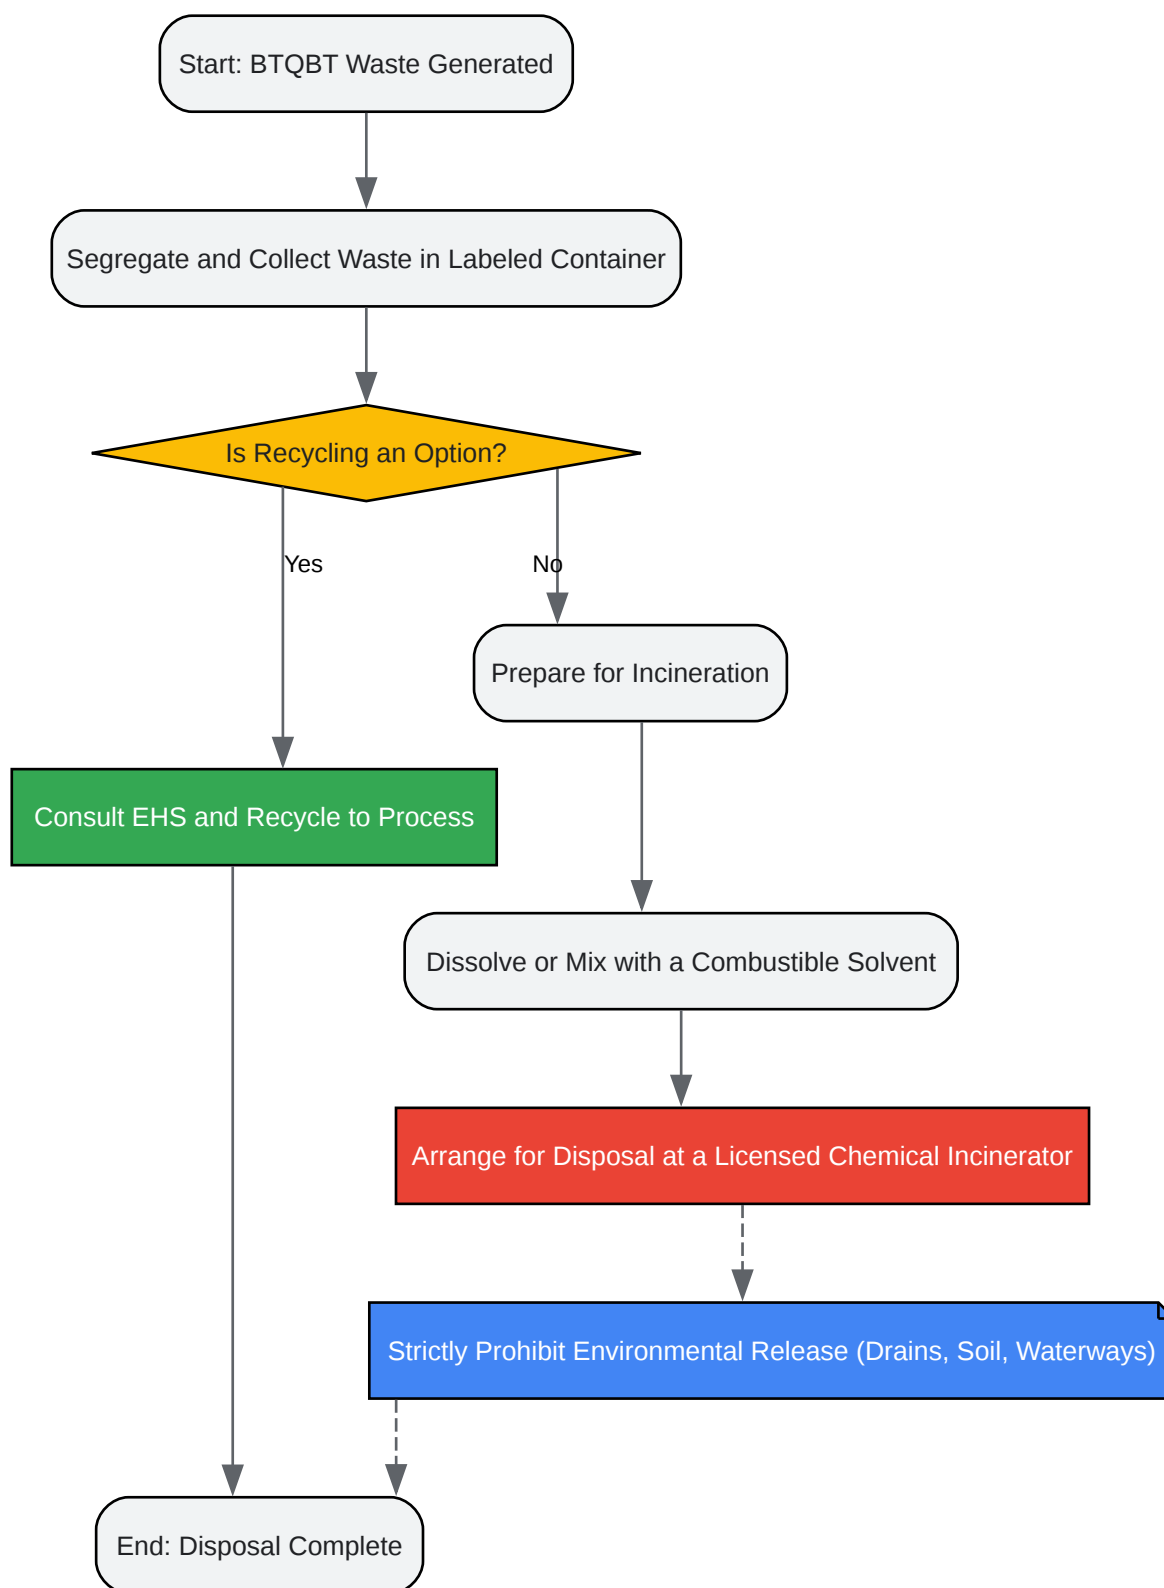 Start: BTQBT Waste Generated
Segregate and Collect Waste in Labeled Container
Is Recycling an Option?
Yes
No
Prepare for Incineration
Consult EHS and Recycle to Process
Dissolve or Mix with a Combustible Solvent
Arrange for Disposal at a Licensed Chemical Incinerator
Strictly Prohibit Environmental Release (Drains, Soil, Waterways)
End: Disposal Complete